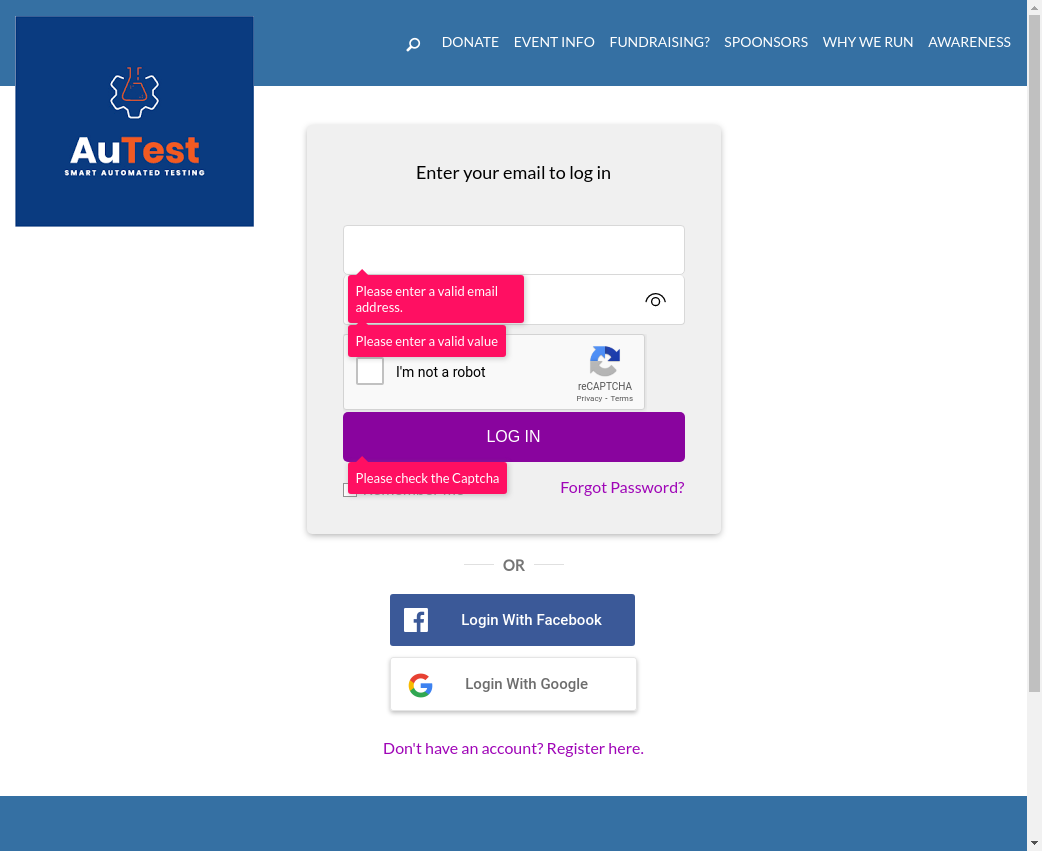 DONATE EVENT INFO FUNDRAISING? SPOONSORS WHY WE RUN AWARENESS
AuTest
SMART AUTOMATED TESTING
Enter your email to log in
Please enter a valid email
address.
Please enter a valid value
I'm not a robot
reCAPTCHA
Privacy - Terms
LOG IN
Please check the Captcha
Forgot Password?
OR
Login With Facebook
Login With Google
Don't have an account? Register here.